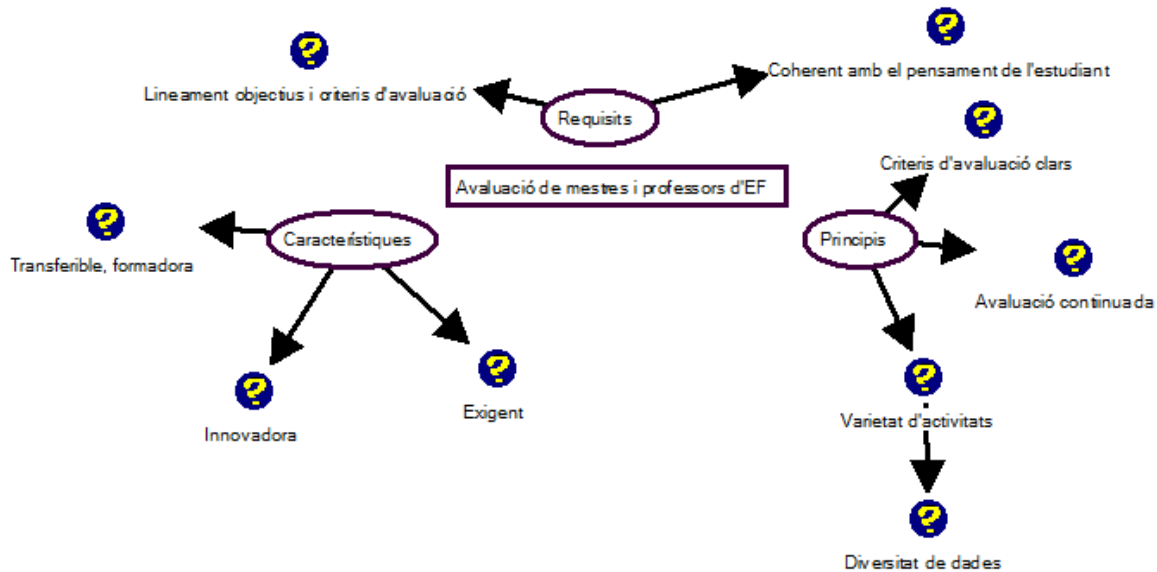 Coherent amb el pensament de l'estudiant
Lineament objectius i criteris d'avaluació
Requisits
Criteris d'avaluació clars
Avaluació de mestres i professors d'EF
Característiques
Principis
Transferible, formadora
Avaluació contiinuada
Exigent
Varietat d'activitats
Innovadora
Diversitat de dades